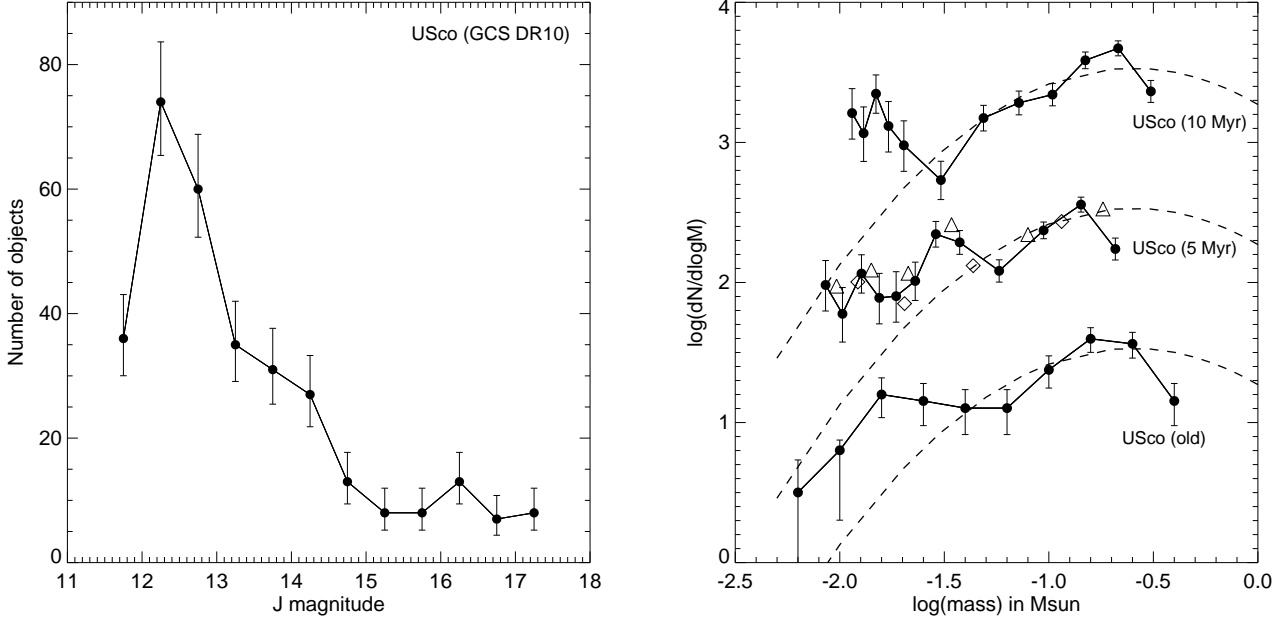 USco (GCS DR10)
80
60
40
20
0
11 12 13 14 15 16 17 18
J magnitude
Number of objects
4
3
2
1
0
-2.5 -2.0 -1.5 -1.0 -0.5 0.0
log(mass) in Msun
log(dN/dlogM)
USco (10 Myr)
USco (5 Myr)
USco (old)